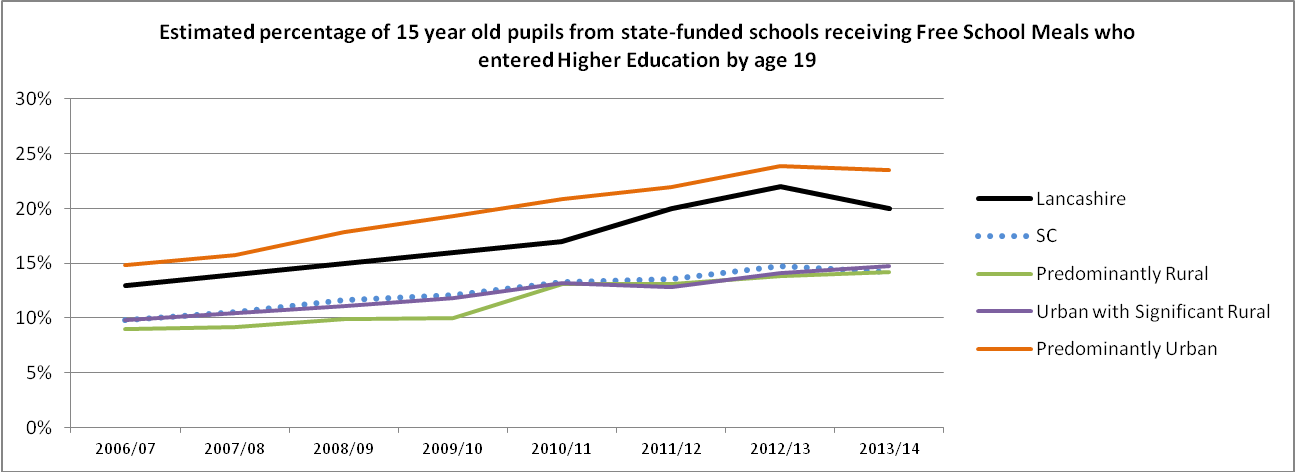 Estimated percentage of 15 year old pupils from state-funded schools receiving Free School Meals who
entered Higher Education by age 19
30%
25%
20%
15%
10%
5%
0%
2006/07 2007/08 2008/09 2009/10 2010/11 2011/12 2012/13 2013/14
Lancashire
SC
Predominantly Rural
Urban with Significant Rural
Predominantly Urban